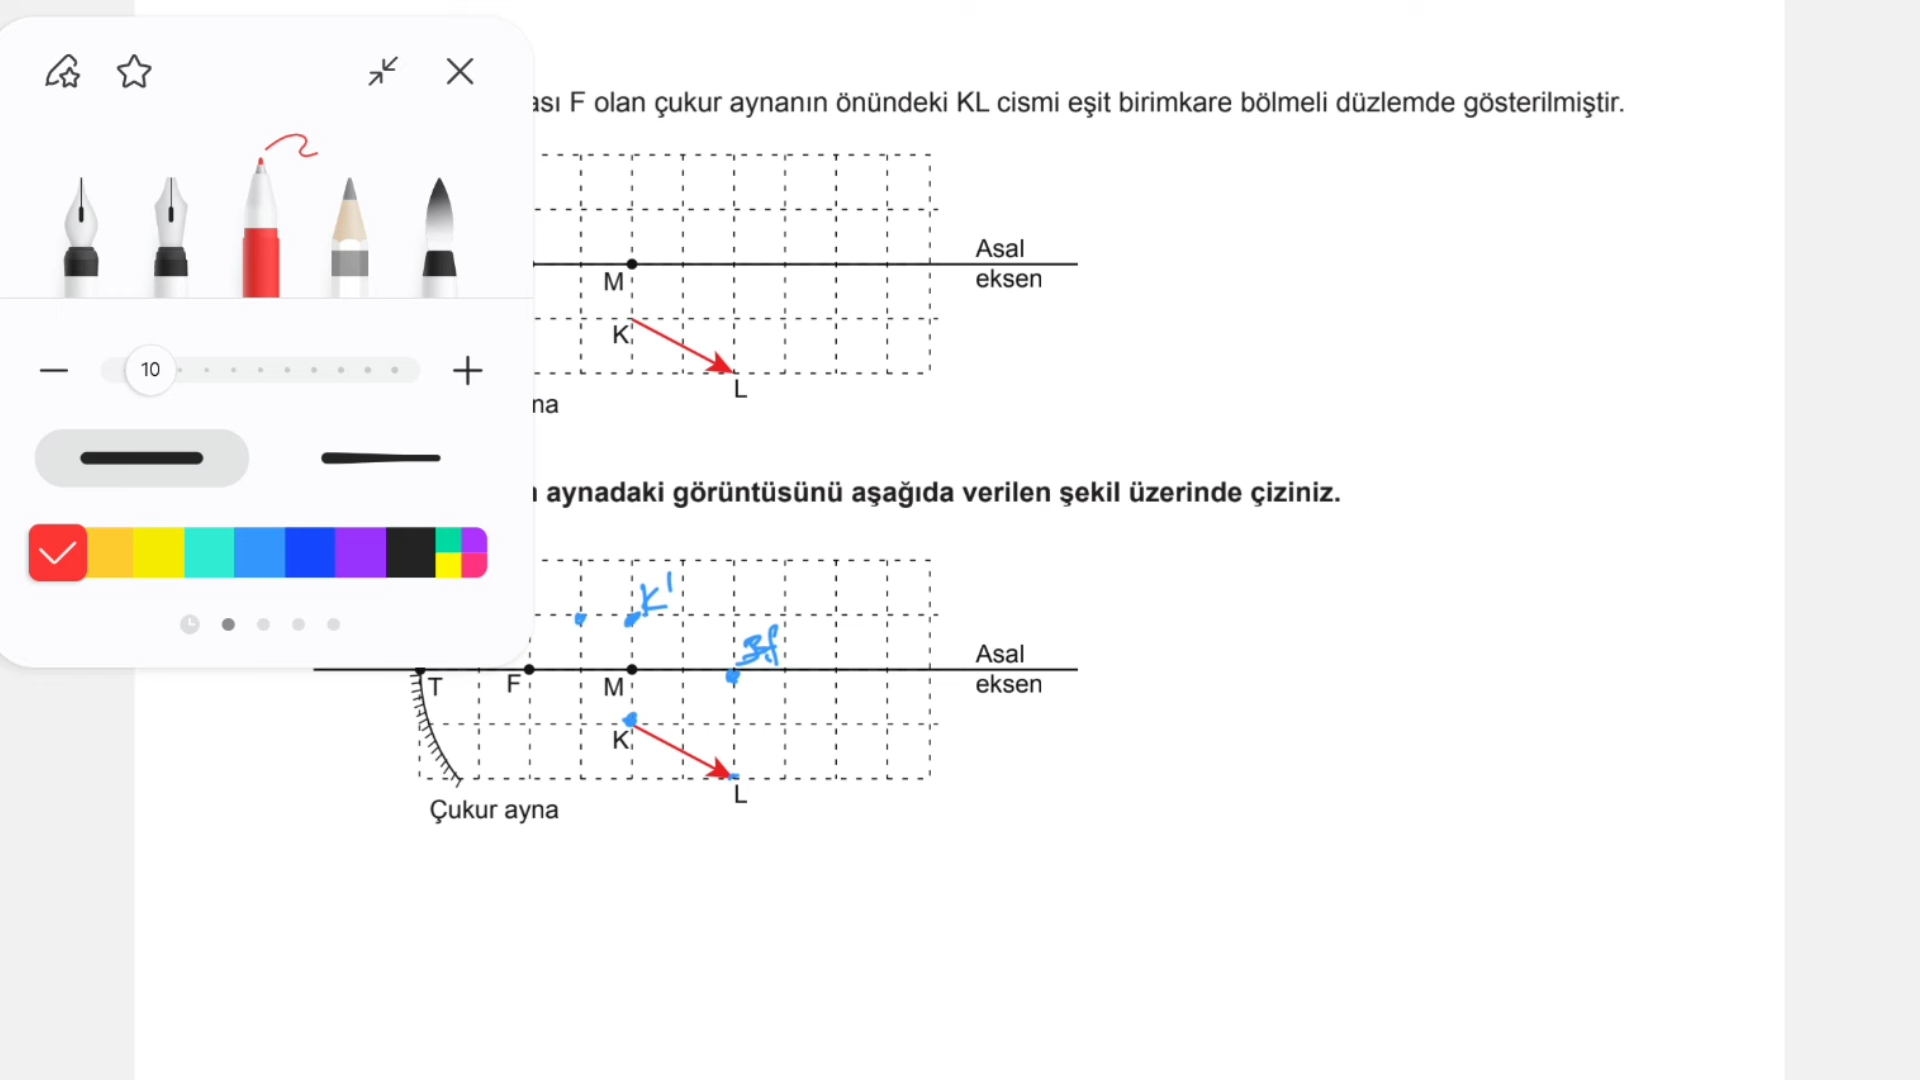 ası F olan çukur aynanın önündeki KL cismi eşit birimkare bölmeli düzlemde gösterilmiştir.
Asal
eksen
M
K
L
na
10
aynadaki görüntüsünü aşağıda verilen şekil üzerinde çiziniz.
K'
3f
Asal
eksen
T
F
M
K
L
Çukur ayna